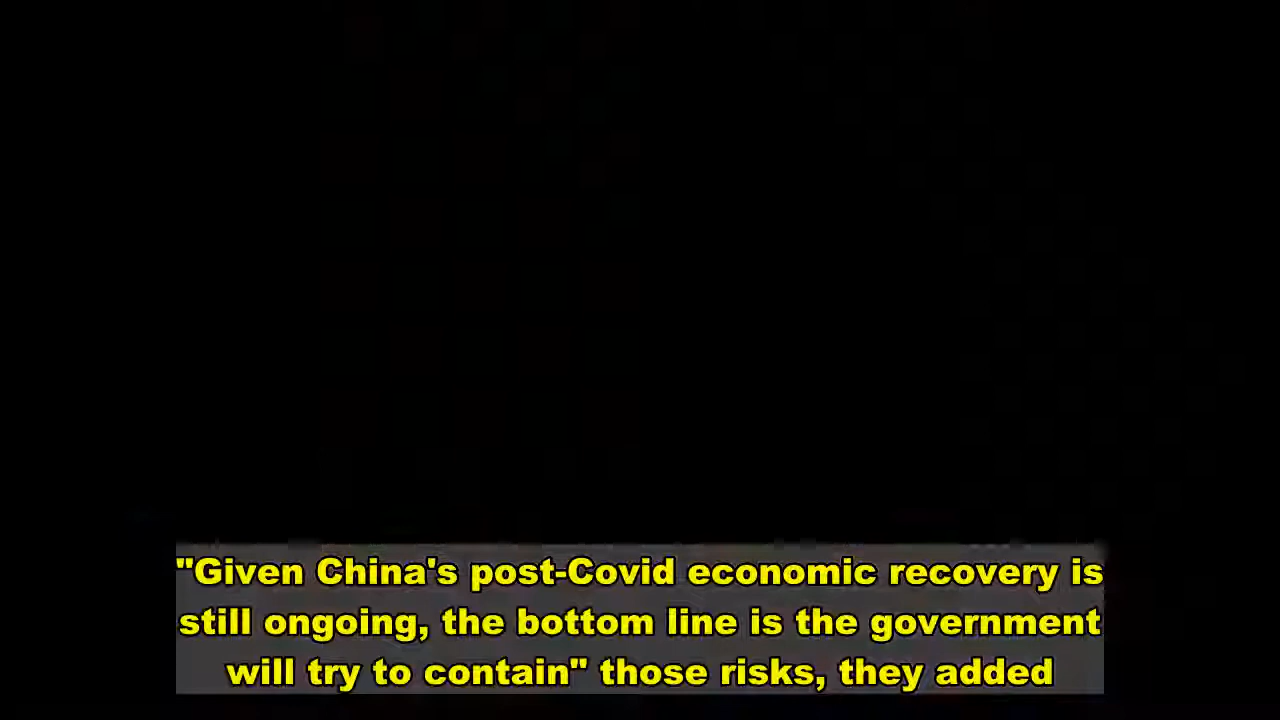 "Given China's post-Covid economic recovery is
still ongoing, the bottom line is the government
will try to contain" those risks, they added